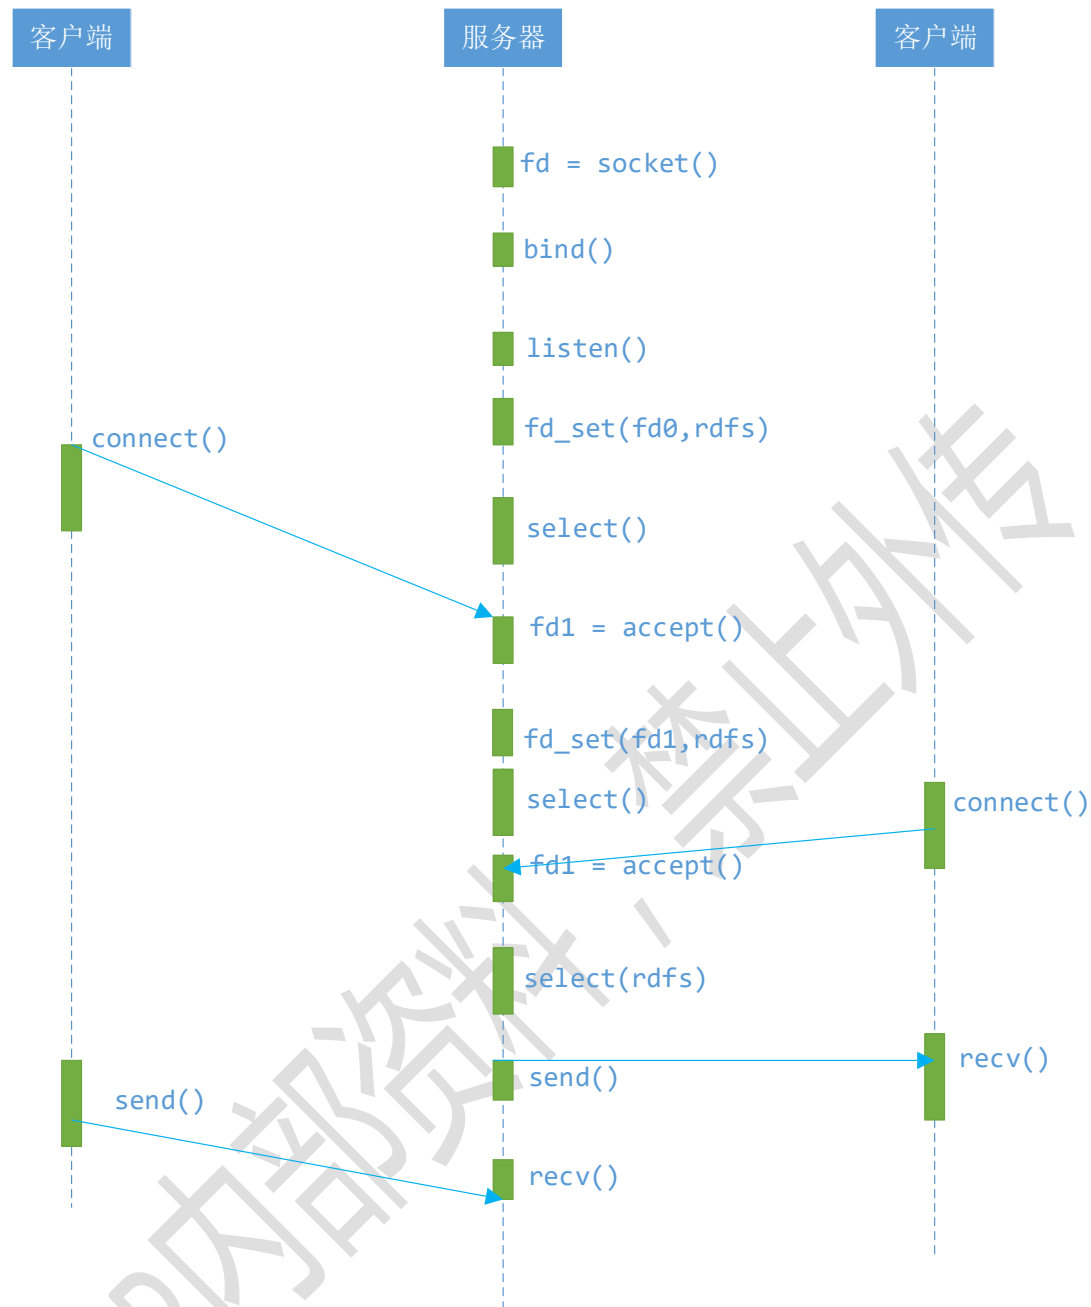 客户端 服务器 客户端
fd = socket()
bind()
listen()
fd_set(fd0,rdfs)
connect()
select()
fd1 = accept()
fd_set(fd1,rdfs)
select()
connect()
fd1 = accept()
select(rdfs)
recv()
send()
send()
recv()
内部资料，禁止外传